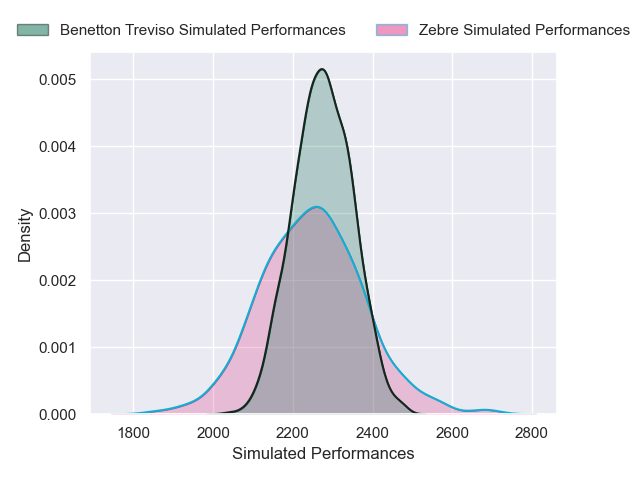 Benetton Treviso Simulated Performances Zebre Simulated Performances
0.005
0.004
0.003
0.002
0.001
0.000
Density
1800 2000 2200 2400 2600 2800
Simulated Performances